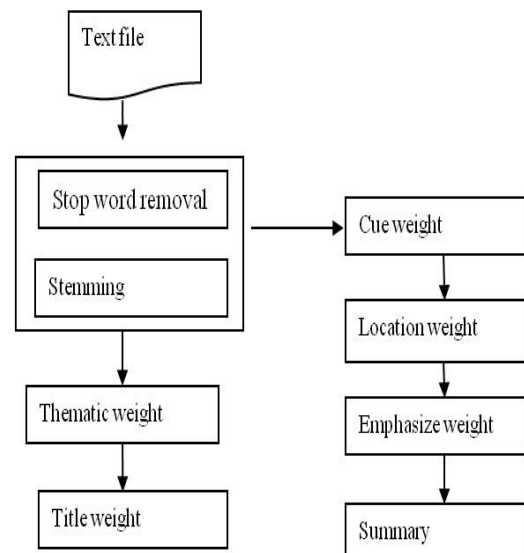 Text file
Stop word removal
Stemming
Thematic weight
Title weight
Cue weight
Location weight
Emphasize weight
Summary